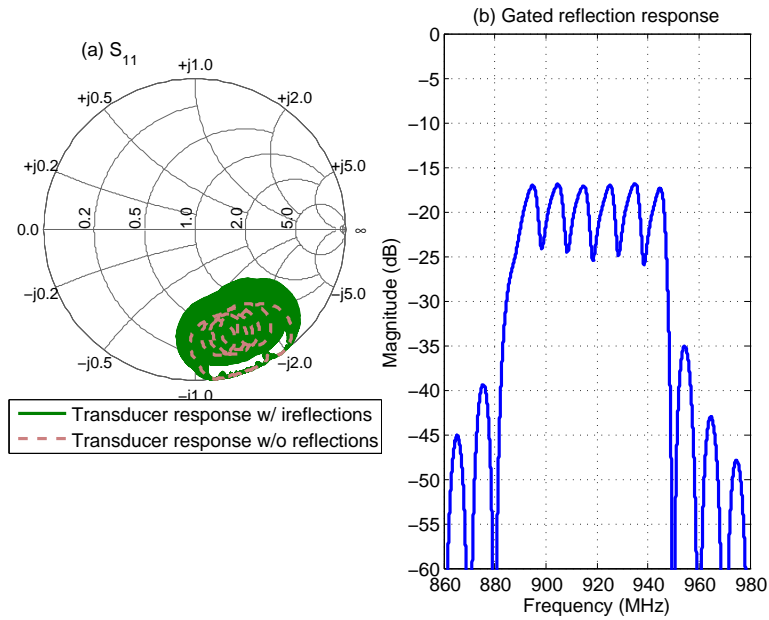 (a) S11
+j1.0
+j0.5
+j2.0
+j0.2
+j5.0
0.0
0.2
0.5
1.0
2.0
5.0
∞
−j0.2
−j5.0
−j0.5
−j2.0
−j1.0
Transducer response w/ ireflections
Transducer response w/o reflections
(b) Gated reflection response
0
−5
−10
−15
−20
−25
−30
−35
−40
−45
−50
−55
−60
Magnitude (dB)
860 880 900 920 940 960 980
Frequency (MHz)